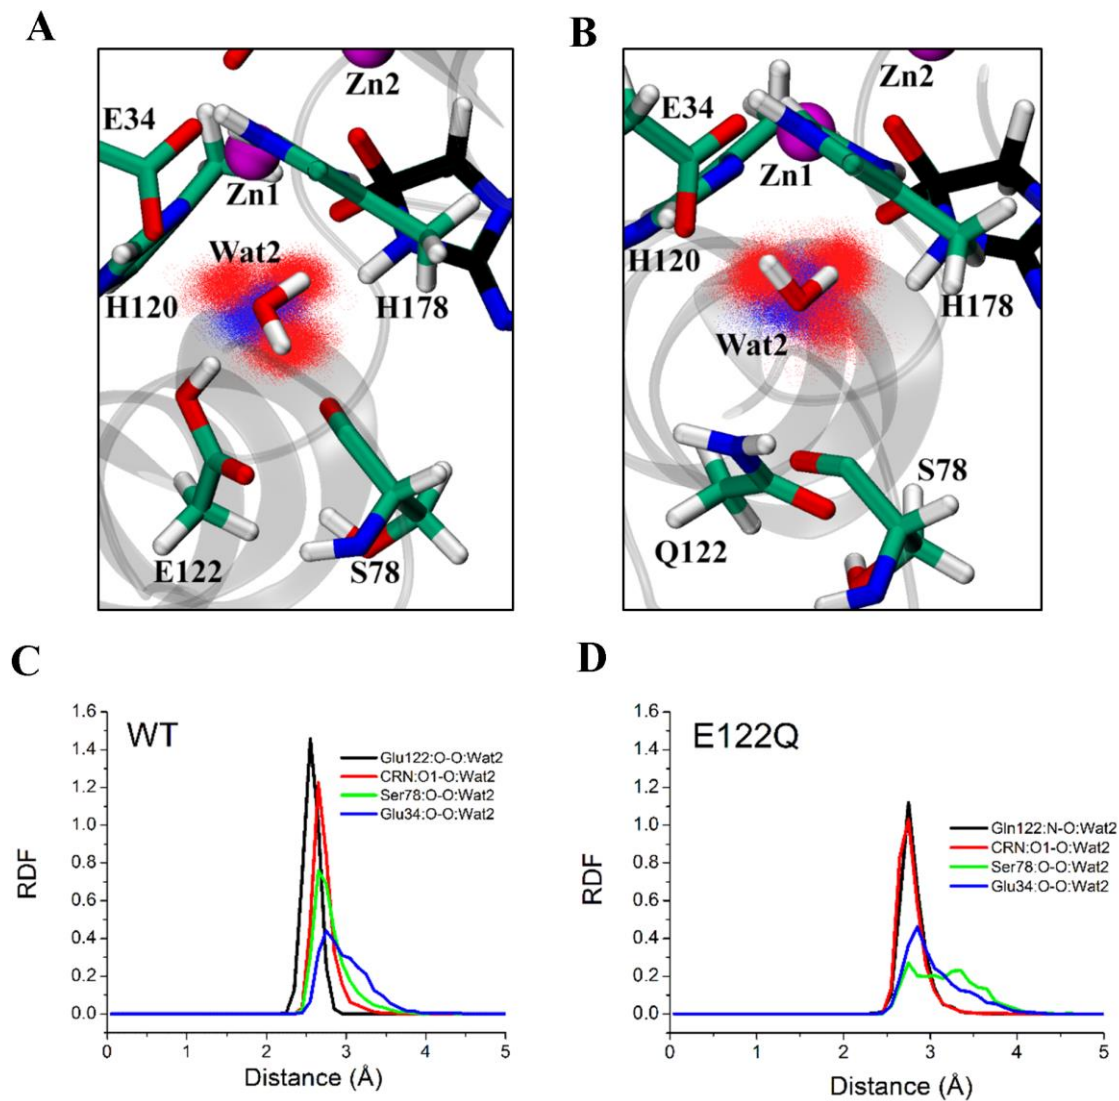 A
Zn2
E34
Zn1
Wat2
H120
H178
E122
S78
B
Zn2
E34
Zn1
H120
H178
Wat2
S78
Q122
C
WT
Glu122:O-O:Wat2
CRN:O1-O:Wat2
Ser78:O-O:Wat2
Glu34:O-O:Wat2
RDF
1.6
1.4
1.2
1.0
0.8
0.6
0.4
0.2
0.0
0 1 2 3 4 5
Distance (Å)
D
E122Q
Gln122:N-O:Wat2
CRN:O1-O:Wat2
Ser78:O-O:Wat2
Glu34:O-O:Wat2
RDF
1.6
1.4
1.2
1.0
0.8
0.6
0.4
0.2
0.0
0 1 2 3 4 5
Distance (Å)